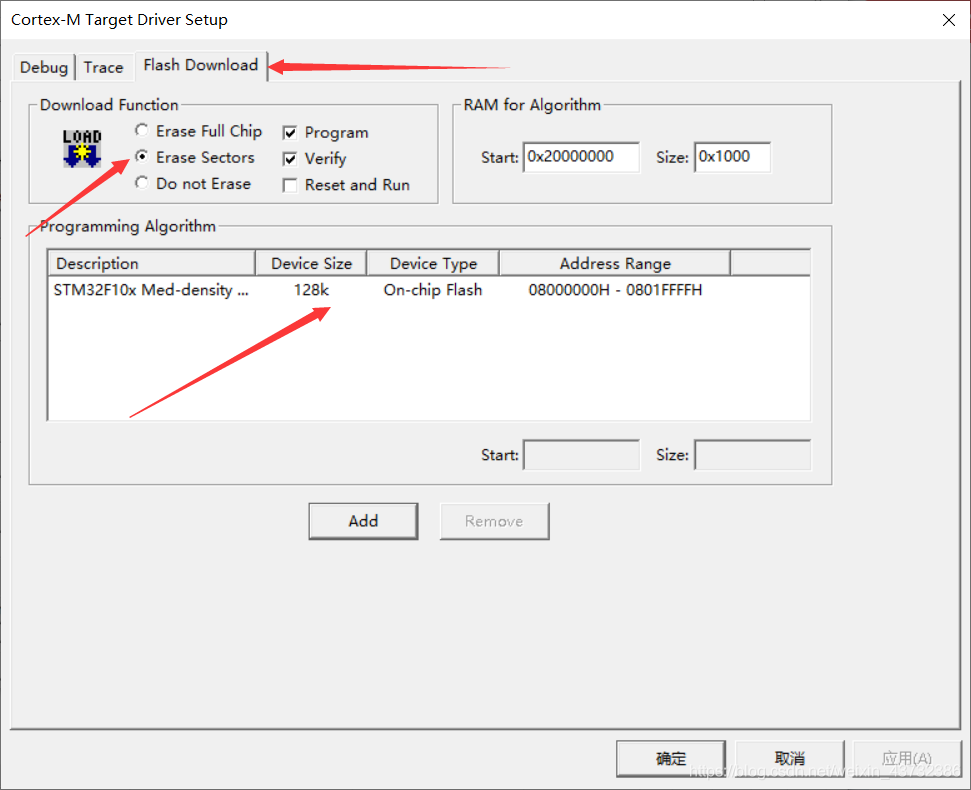 Cortex-M Target Driver Setup
Debug Trace Flash Download
Download Function
LOAD
Erase Full Chip
Program
Erase Sectors
Verify
Do not Erase
Reset and Run
RAM for Algorithm
Start: 0x20000000 Size: 0x1000
Programming Algorithm
Description Device Size Device Type Address Range
STM32F10x Med-density ... 128k On-chip Flash 08000000H - 0801FFFFH
Start: Size:
Add Remove
确定 取消 应用(A)
https://blog.csdn.net/weixin_43732386